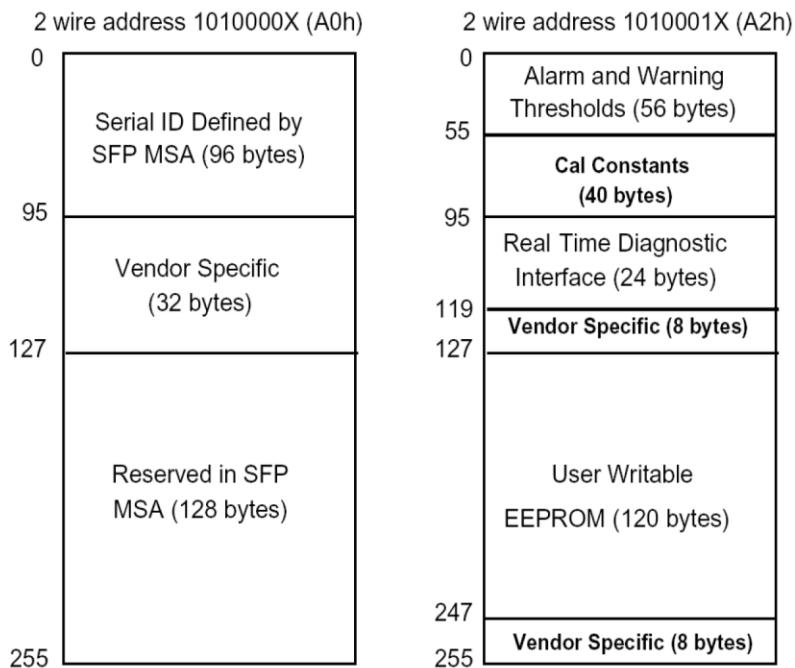 2 wire address 1010000X (A0h)
0
Serial ID Defined by
SFP MSA (96 bytes)
95
Vendor Specific
(32 bytes)
127
Reserved in SFP
MSA (128 bytes)
255
2 wire address 1010001X (A2h)
0
Alarm and Warning
Thresholds (56 bytes)
55
Cal Constants
(40 bytes)
95
Real Time Diagnostic
Interface (24 bytes)
119
Vendor Specific (8 bytes)
127
User Writable
EEPROM (120 bytes)
247
Vendor Specific (8 bytes)
255